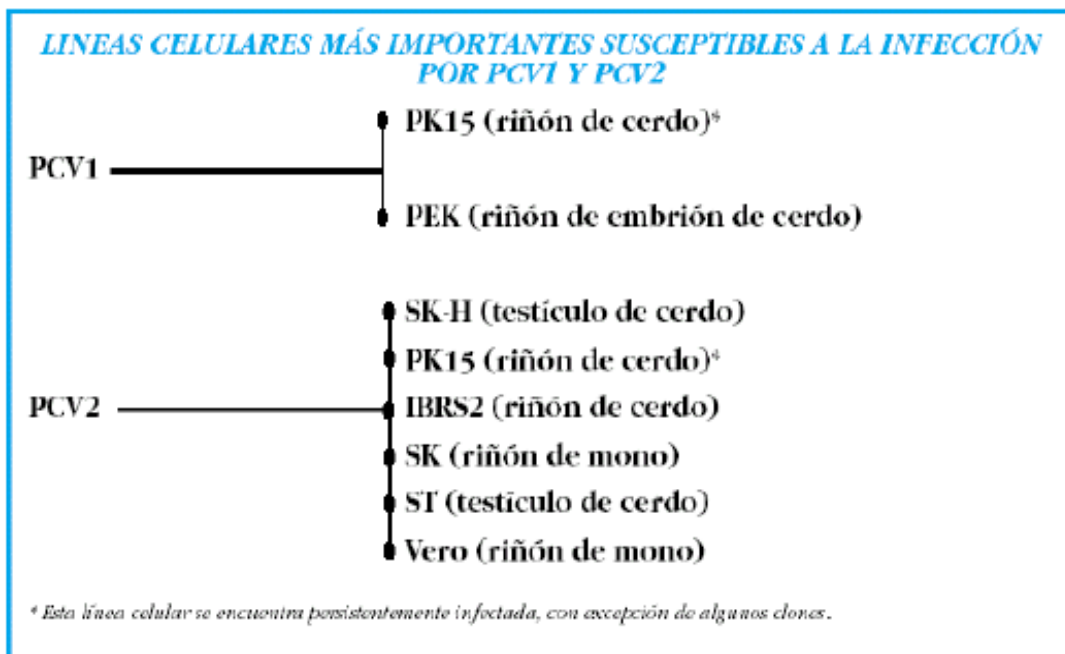 LINEAS CELULARES MÁS IMPORTANTES SUSCEPTIBLES A LA INFECCIÓN
POR PCV1 Y PCV2
PCV1
PK15 (riñón de cerdo)*
PEK (riñón de embrión de cerdo)
PCV2
SK-H (testículo de cerdo)
PK15 (riñón de cerdo)*
IBRS2 (riñón de cerdo)
SK (riñón de mono)
ST (testículo de cerdo)
Vero (riñón de mono)
* Esta línea celular se encuentra persistentemente infectada, con excepción de algunos clones.